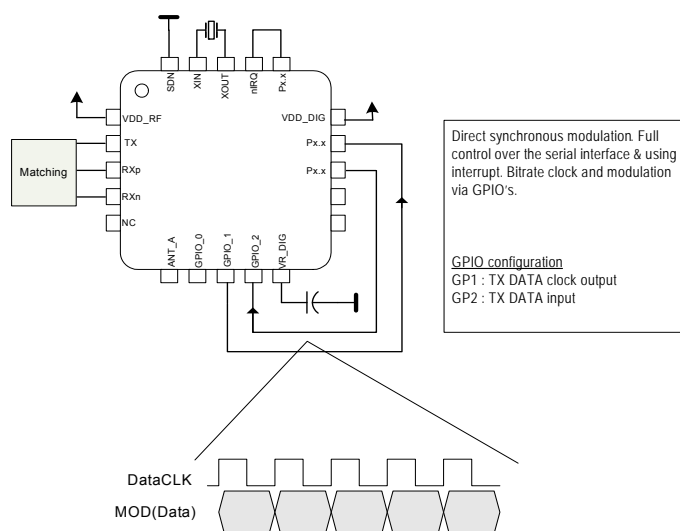 SDN
XIN
XOUT
nIRQ
Px.x
VDD_RF
VDD_DIG
TX
Px.x
Matching
RXp
Px.x
RXn
NC
ANT_A
GPIO_0
GPIO_1
GPIO_2
VR_DIG
Direct synchronous modulation. Full
control over the serial interface & using
interrupt. Bitrate clock and modulation
via GPIO's.
GPIO configuration
GP1 : TX DATA clock output
GP2 : TX DATA input
DataCLK
MOD(Data)